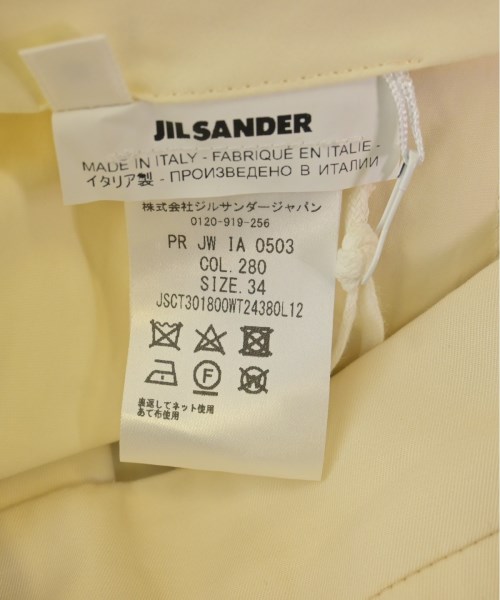 JIL SANDER
MADE IN ITALY - FABRIQUÉ EN ITALIE -
イタリア製 - ПРОИЗВЕДЕНО В ИТАЛИИ
株式会社ジルサンダージャパン
0120-919-256
PR JW IA 0503
COL.280
SIZE.34
JSCT301800WT24380L12
F
W
裏返してネット使用
あて布使用